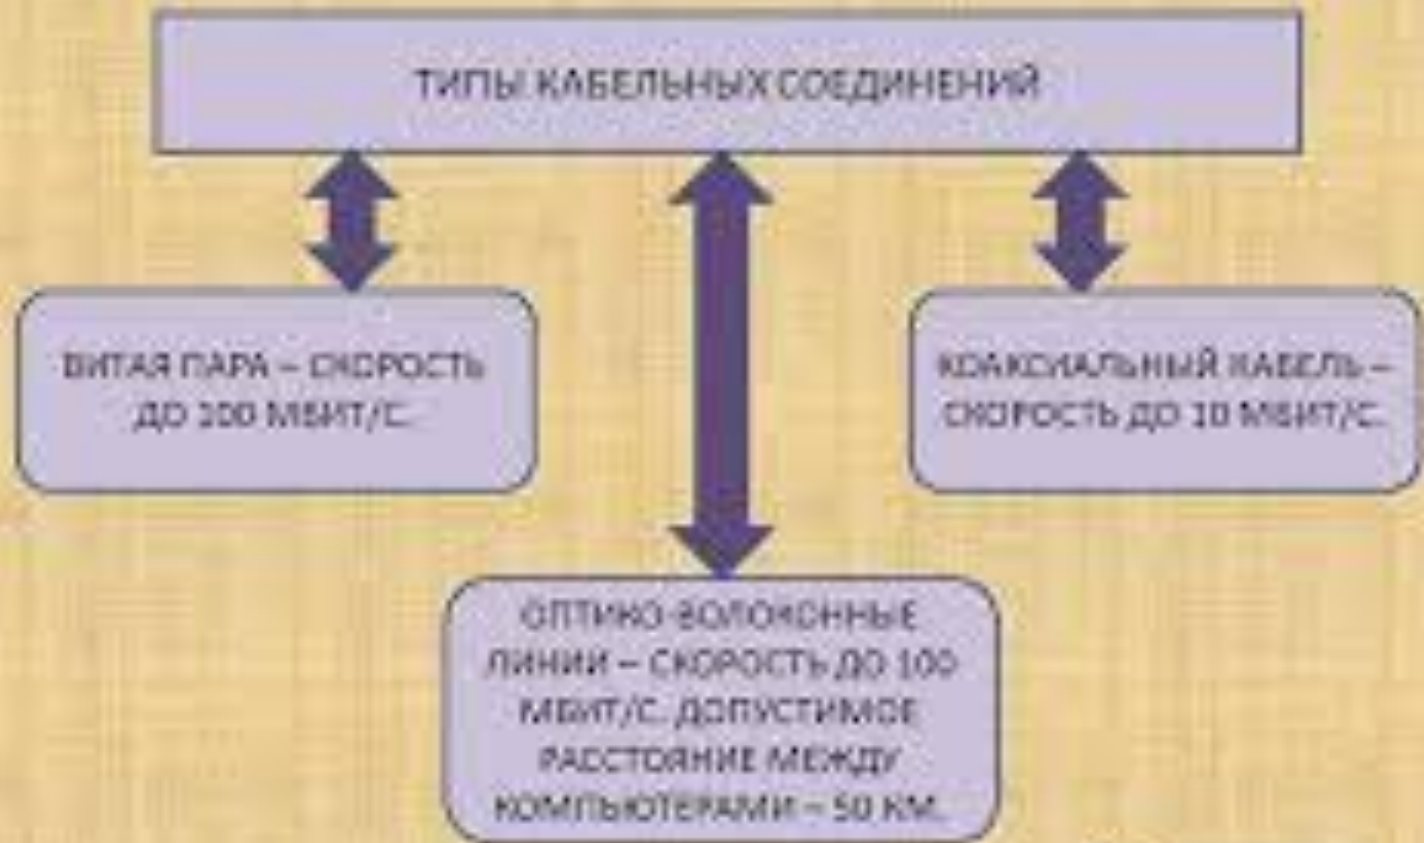 ТИПЫ КАБЕЛЬНЫХ СОЕДИНЕНИЙ
ВИТАЯ ПАРА – СКОРОСТЬ
ДО 100 МБИТ/С.
КОАКСИАЛЬНЫЙ КАБЕЛЬ –
СКОРОСТЬ ДО 10 МБИТ/С.
ОПТИКО-ВОЛОКОННЫЕ
ЛИНИИ – СКОРОСТЬ ДО 100
МБИТ/С. ДОПУСТИМОЕ
РАССТОЯНИЕ МЕЖДУ
КОМПЬЮТЕРАМИ – 50 КМ.